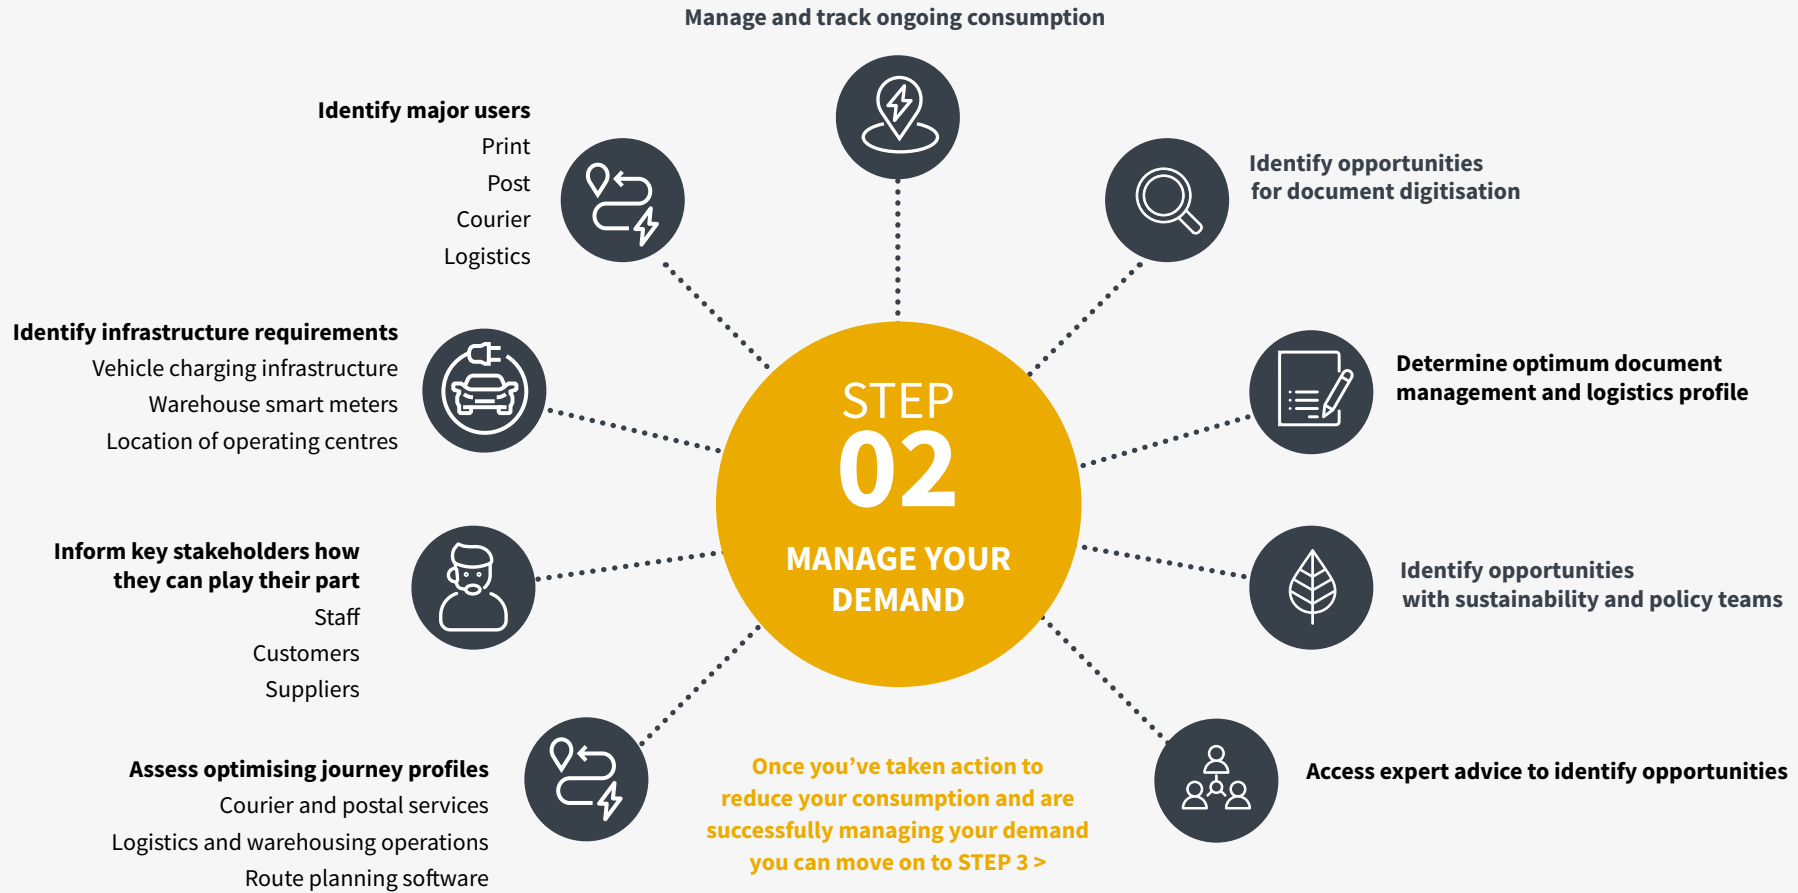 Manage and track ongoing consumption
Identify major users
Print
Post
Courier
Logistics
Identify opportunities
for document digitisation
Identify infrastructure requirements
Vehicle charging infrastructure
Warehouse smart meters
Location of operating centres
Determine optimum document
management and logistics profile
STEP
02
MANAGE YOUR
DEMAND
Inform key stakeholders how
they can play their part
Staff
Customers
Suppliers
Identify opportunities
with sustainability and policy teams
Assess optimising journey profiles
Courier and postal services
Logistics and warehousing operations
Route planning software
Once you’ve taken action to
reduce your consumption and are
successfully managing your demand
you can move on to STEP 3 >
Access expert advice to identify opportunities